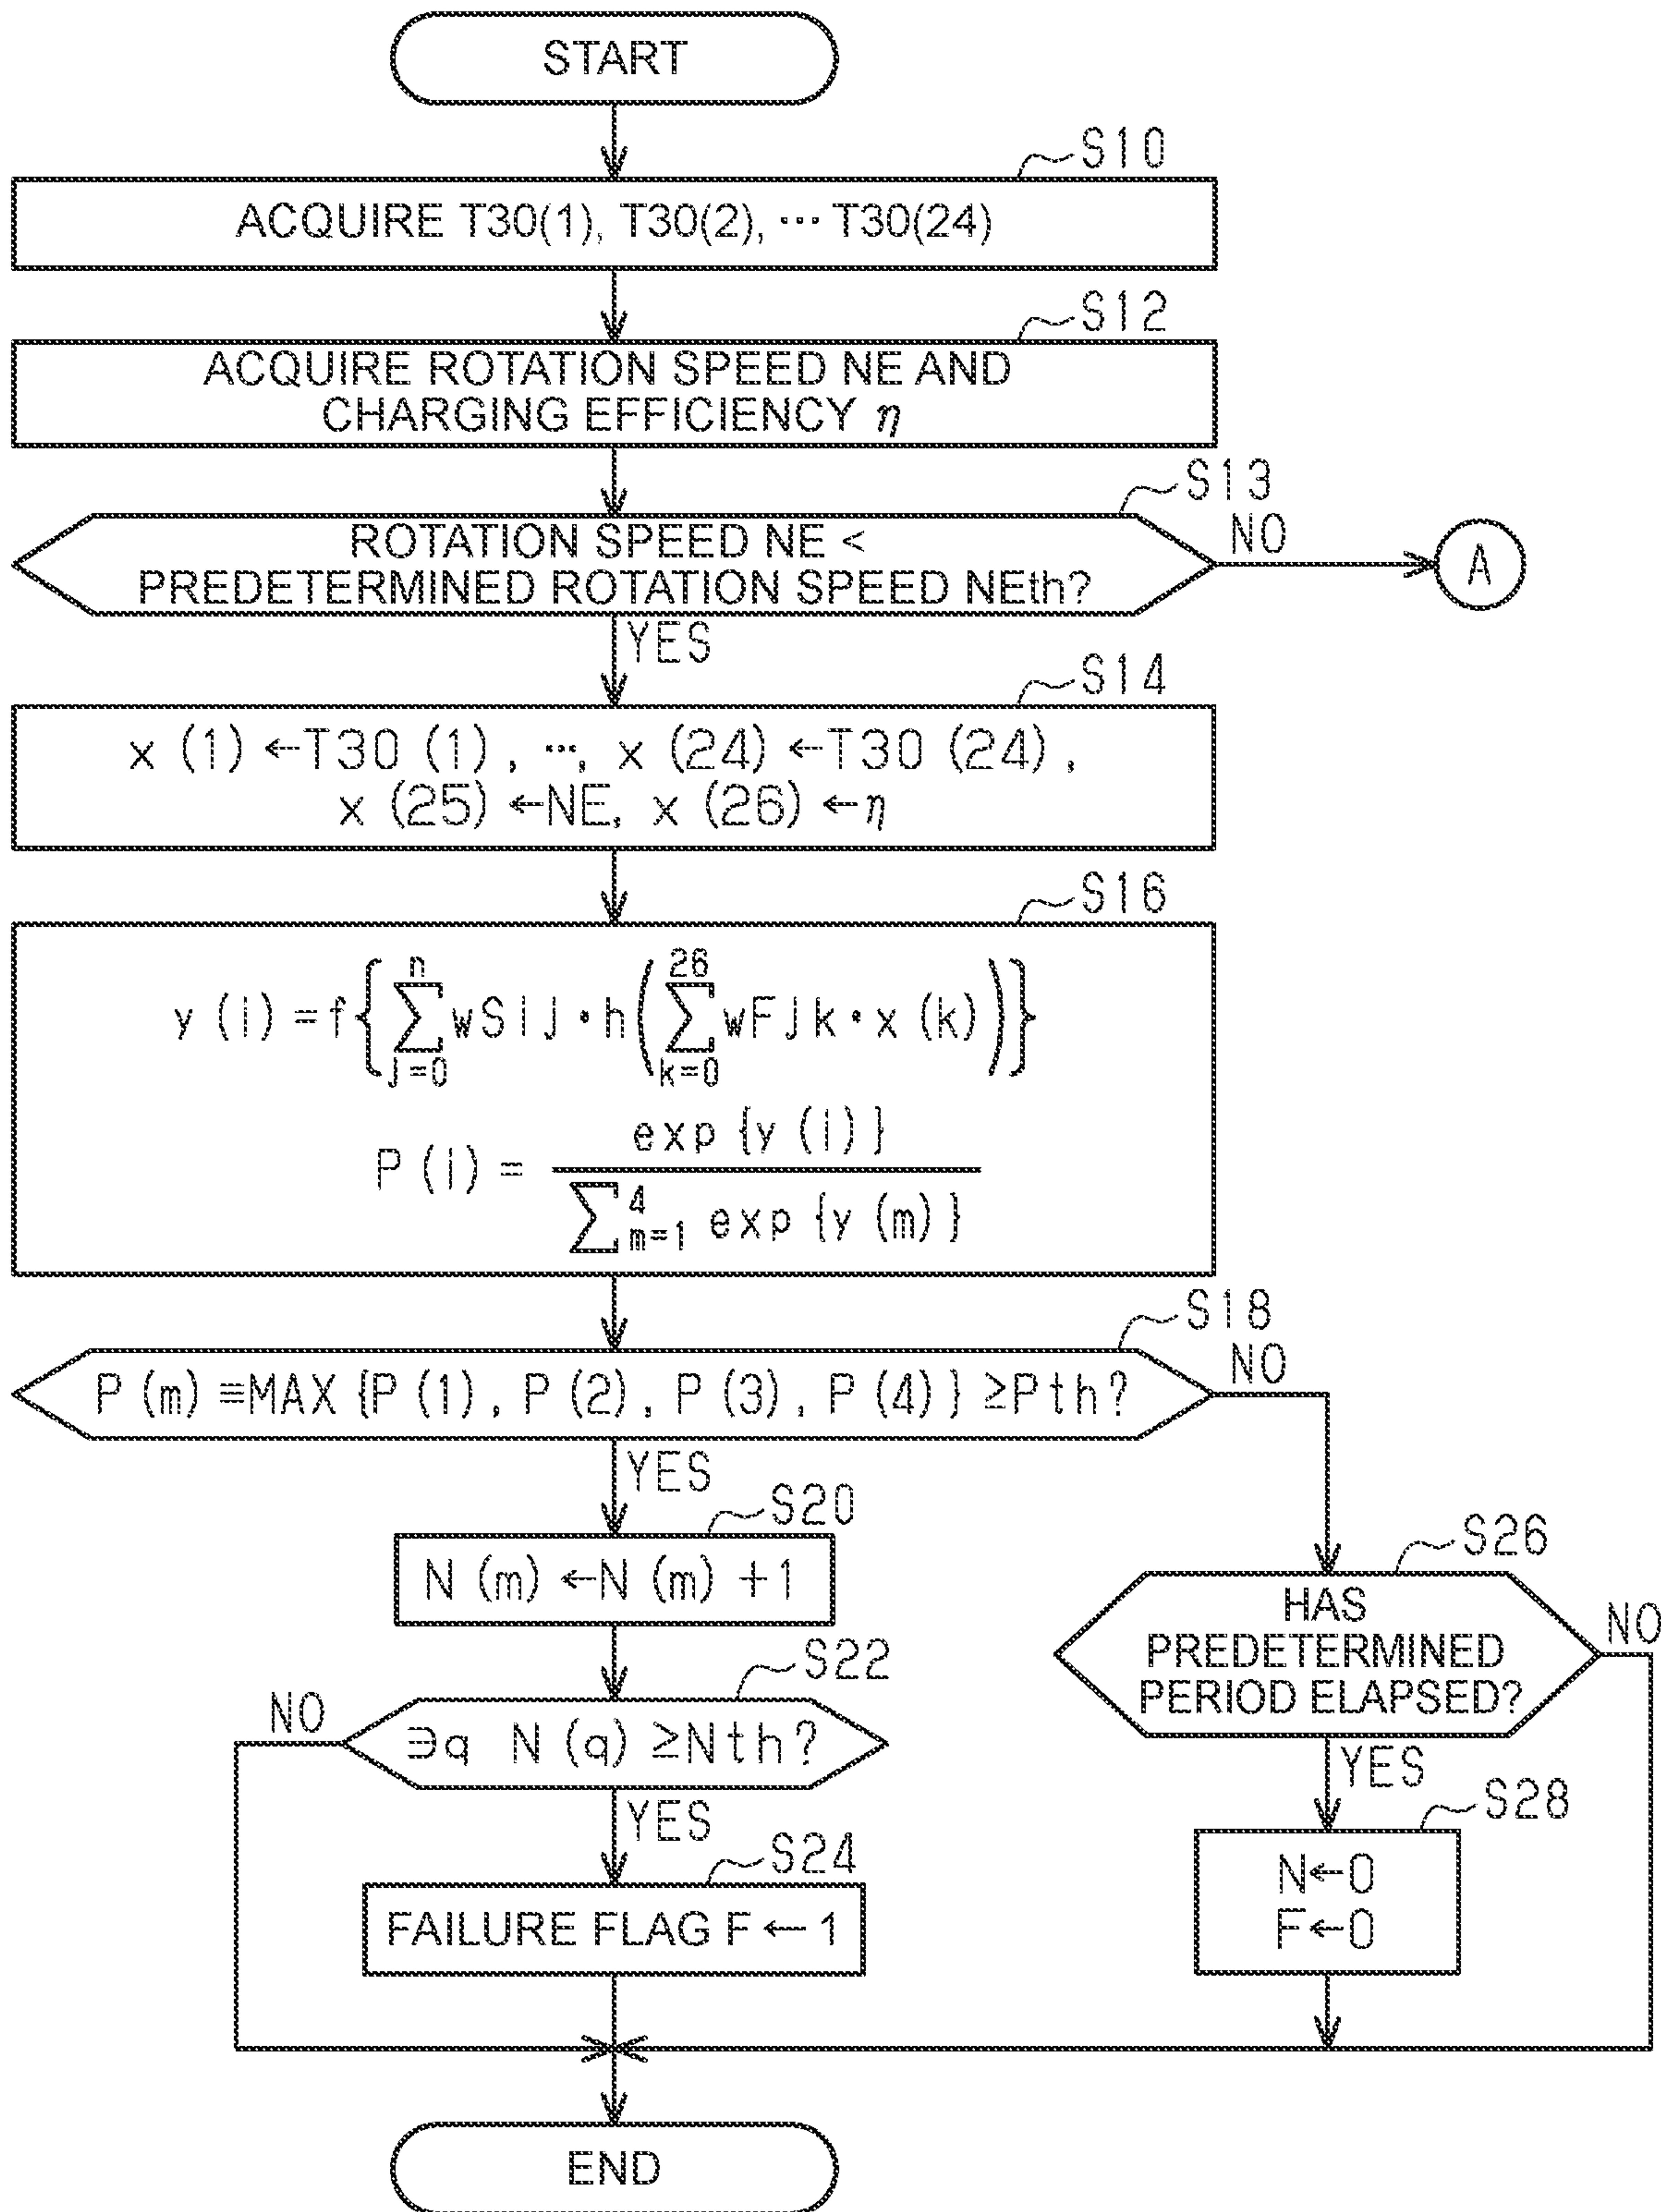 START
S10
ACQUIRE T30(1), T30(2), ··· T30(24)
S12
ACQUIRE ROTATION SPEED NE AND
CHARGING EFFICIENCY η
S13
ROTATION SPEED NE <
PREDETERMINED ROTATION SPEED NEth?
NO
A
YES
S14
x (1) ←T30 (1) , ···, x (24) ←T30 (24) ,
x (25) ←NE, x (26) ←η
S16
y (i) =f{∑_{j=0}^{n} wSij・h(∑_{k=0}^{26} wFjk・x (k))}
P (i) = exp {y (i) } / ∑_{m=1}^{4} exp {y (m) }
S18
P (m) ≡MAX {P (1) , P (2) , P (3) , P (4) } ≥Pth?
NO
YES
S20
N (m) ←N (m) +1
S26
HAS
PREDETERMINED
PERIOD ELAPSED?
NO
S22
NO
∋q N (q) ≥Nth?
YES
YES
S28
N←0
F←0
S24
FAILURE FLAG F ← 1
END